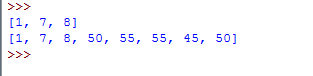 >>>
[1, 7, 8]
[1, 7, 8, 50, 55, 55, 45, 50]
>>>